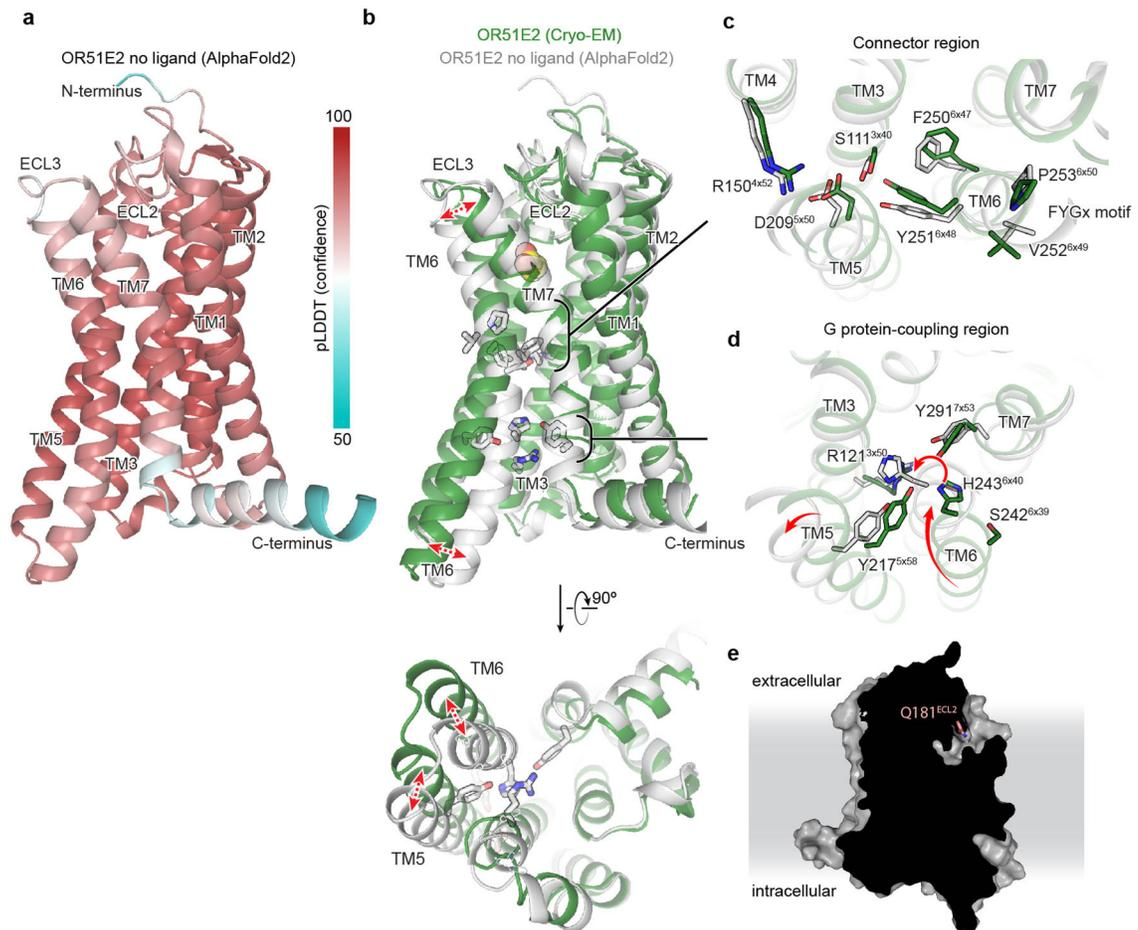 a
OR51E2 no ligand (AlphaFold2)
N-terminus
ECL3
ECL2
TM2
TM6
TM7
TM1
TM5
TM3
C-terminus
100
pLDDT (confidence)
50
b
OR51E2 (Cryo-EM)
OR51E2 no ligand (AlphaFold2)
ECL3
ECL2
TM2
TM6
TM7
TM1
TM3
C-terminus
TM6
90º
TM6
TM5
c
Connector region
TM4
TM3
TM7
F250^6x47
S111^3x40
R150^4x52
P253^6x50
D209^5x50
TM6
FYGx motif
Y251^6x48
V252^6x49
TM5
d
G protein-coupling region
TM3
Y291^7x53
TM7
R121^3x50
H243^6x40
S242^6x39
TM5
TM6
Y217^5x58
e
extracellular
Q181^ECL2
intracellular